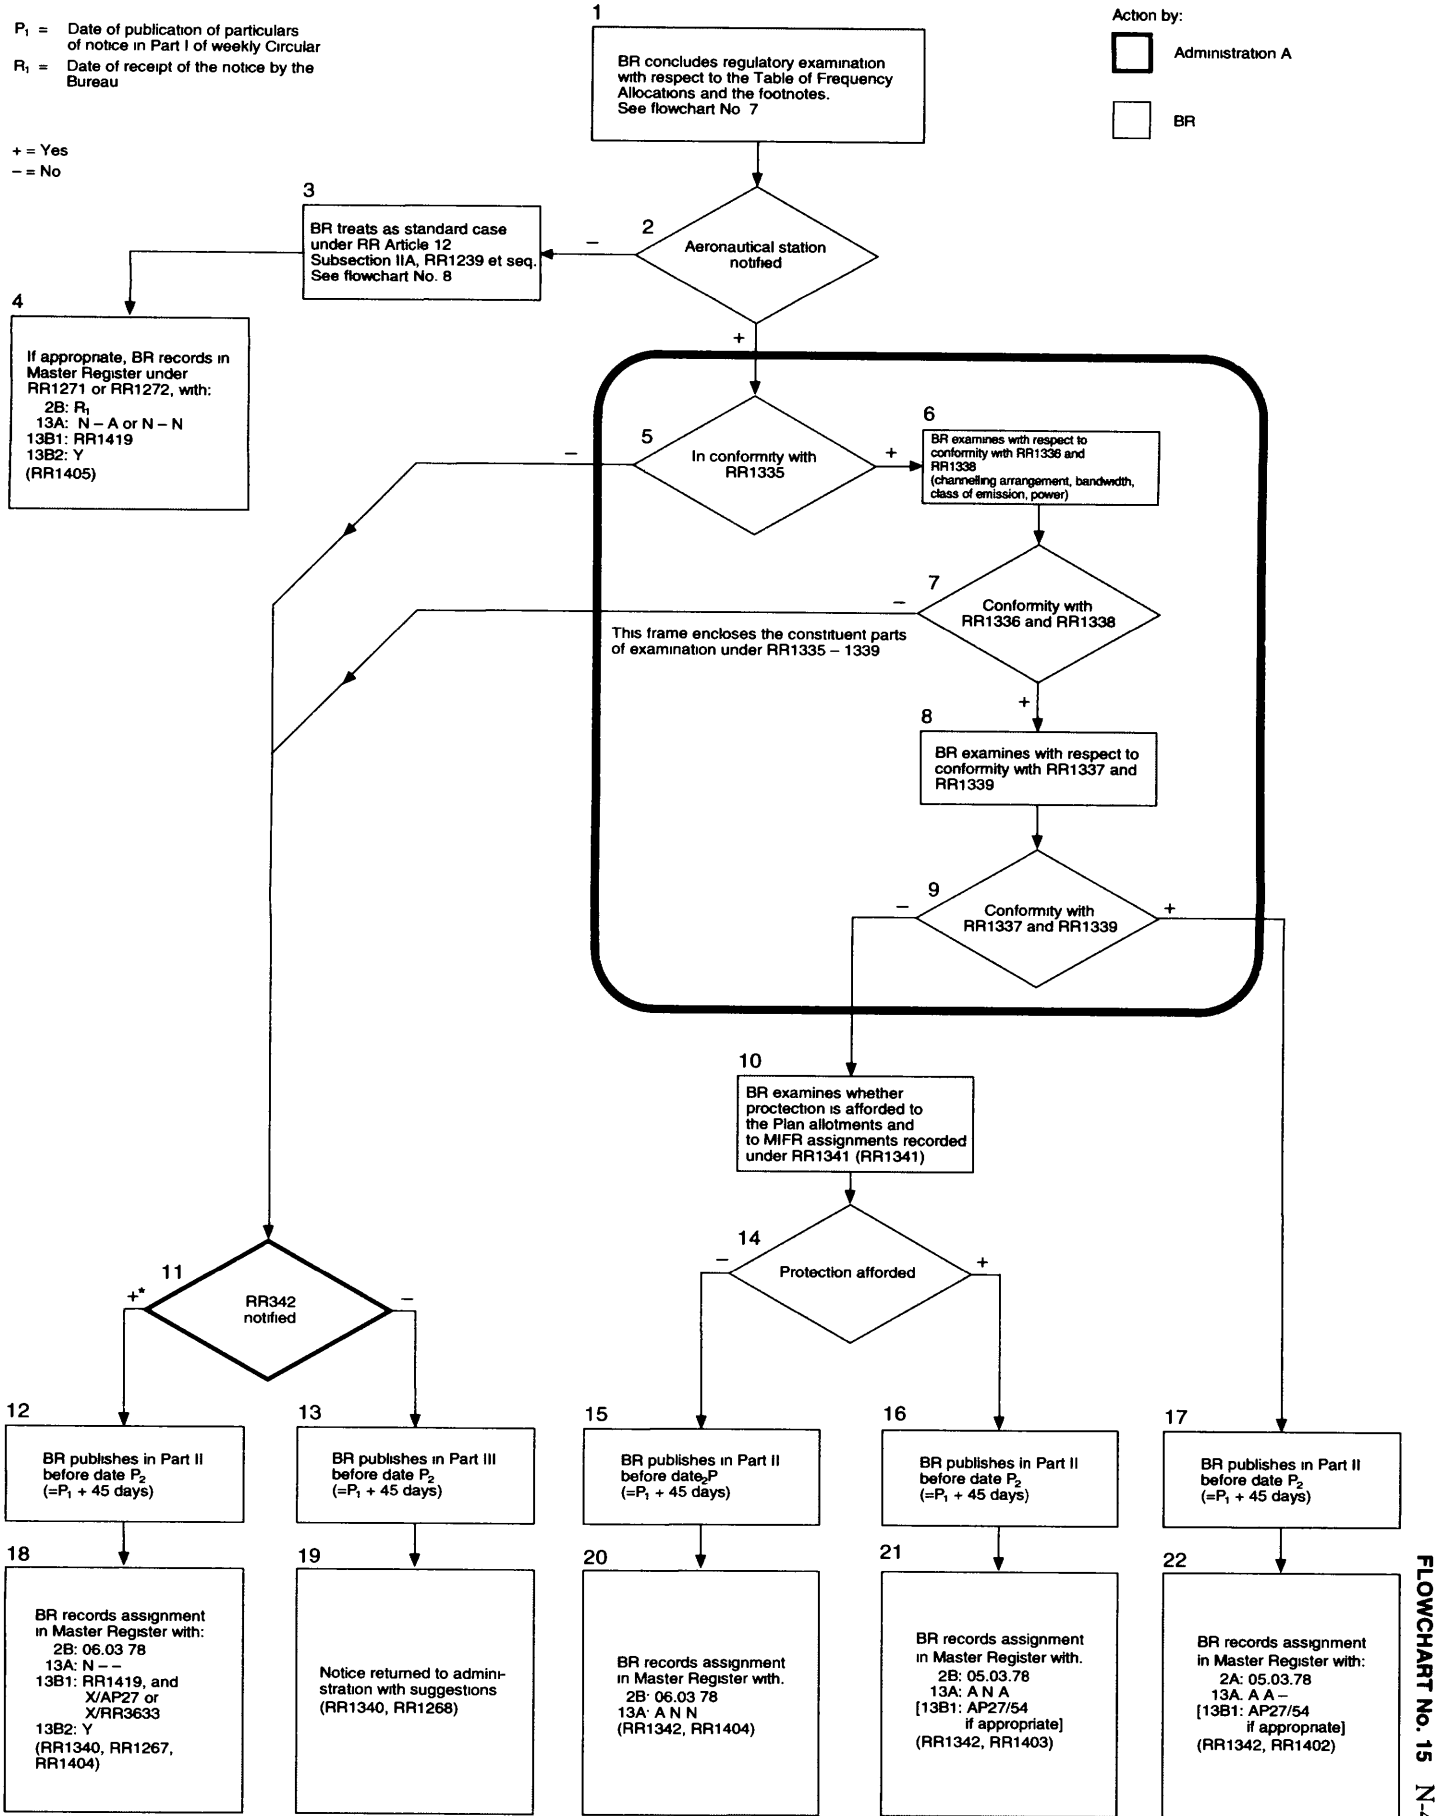 P₁ = Date of publication of particulars
of notice in Part I of weekly Circular
R₁ = Date of receipt of the notice by the
Bureau
+ = Yes
– = No
Action by:
Administration A
BR
1
BR concludes regulatory examination
with respect to the Table of Frequency
Allocations and the footnotes.
See flowchart No 7
2
Aeronautical station
notified
–
+
3
BR treats as standard case
under RR Article 12
Subsection IIA, RR1239 et seq.
See flowchart No. 8
4
If appropriate, BR records in
Master Register under
RR1271 or RR1272, with:
2B: R₁
13A: N – A or N – N
13B1: RR1419
13B2: Y
(RR1405)
5
In conformity with
RR1335
–
+
6
BR examines with respect to
conformity with RR1336 and
RR1338
(channelling arrangement, bandwidth,
class of emission, power)
7
Conformity with
RR1336 and RR1338
–
+
This frame encloses the constituent parts
of examination under RR1335 – 1339
8
BR examines with respect to
conformity with RR1337 and
RR1339
9
Conformity with
RR1337 and RR1339
–
+
10
BR examines whether
proctection is afforded to
the Plan allotments and
to MIFR assignments recorded
under RR1341 (RR1341)
11
RR342
notified
+*
–
14
Protection afforded
–
+
12
BR publishes in Part II
before date P₂
(=P₁ + 45 days)
13
BR publishes in Part III
before date P₂
(=P₁ + 45 days)
15
BR publishes in Part II
before date₂P
(=P₁ + 45 days)
16
BR publishes in Part II
before date P₂
(=P₁ + 45 days)
17
BR publishes in Part II
before date P₂
(=P₁ + 45 days)
18
BR records assignment
in Master Register with:
2B: 06.03 78
13A: N – –
13B1: RR1419, and
X/AP27 or
X/RR3633
13B2: Y
(RR1340, RR1267,
RR1404)
19
Notice returned to admini-
stration with suggestions
(RR1340, RR1268)
20
BR records assignment
in Master Register with.
2B· 06.03 78
13A· A N N
(RR1342, RR1404)
21
BR records assignment
in Master Register with.
2B: 05.03.78
13A: A N A
[13B1: AP27/54
if appropriate]
(RR1342, RR1403)
22
BR records assignment
in Master Register with:
2A: 05.03.78
13A. A A –
[13B1: AP27/54
if appropriate]
(RR1342, RR1402)
FLOWCHART No. 15 N-4